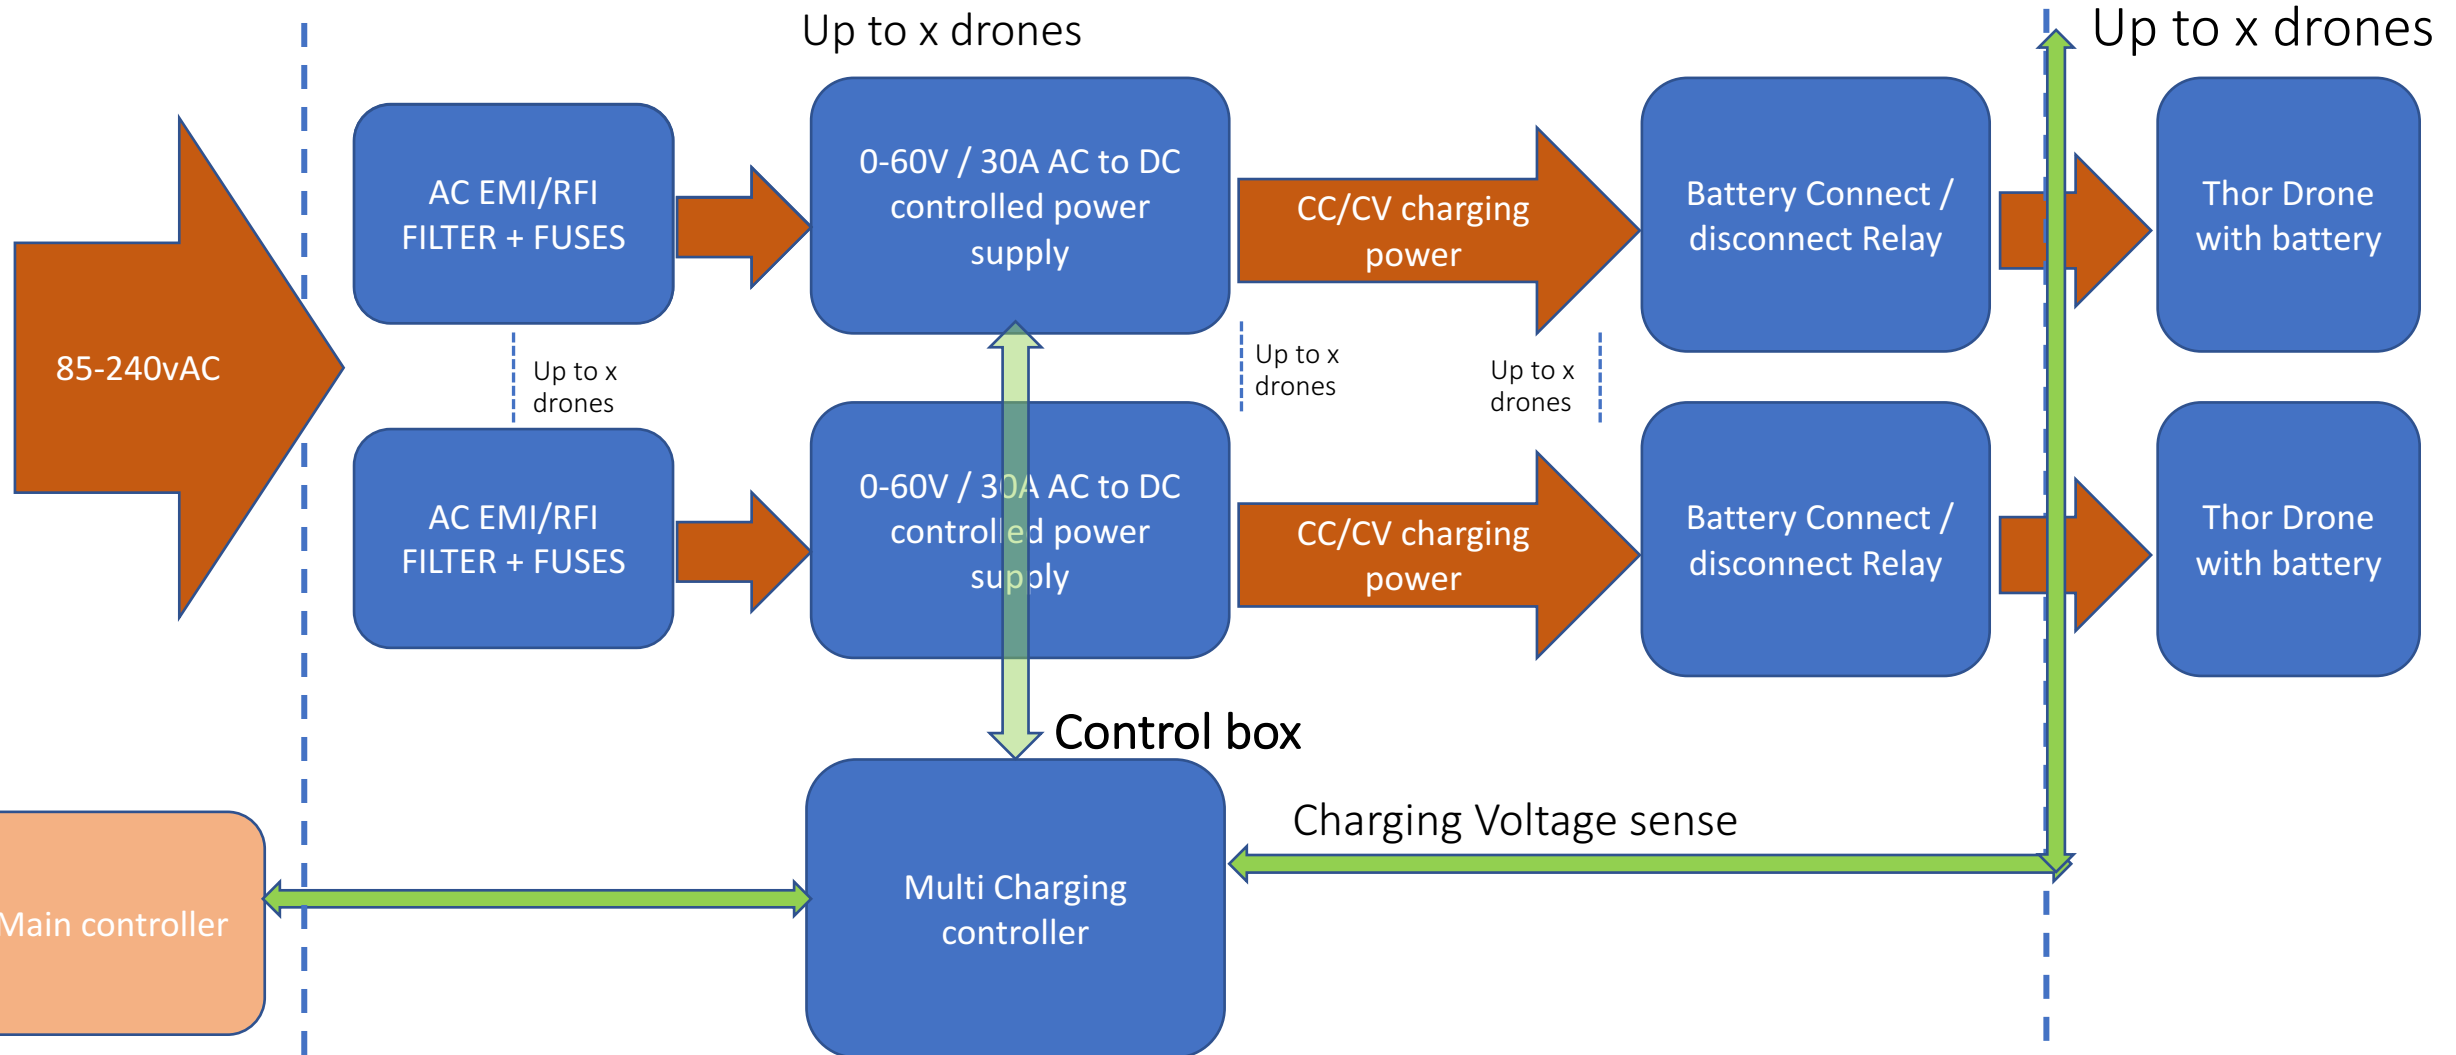 Up to x drones
Up to x drones
85-240vAC
AC EMI/RFI
FILTER + FUSES
0-60V / 30A AC to DC
controlled power
supply
CC/CV charging
power
Battery Connect /
disconnect Relay
Thor Drone
with battery
Up to x
drones
Up to x
drones
Up to x
drones
AC EMI/RFI
FILTER + FUSES
0-60V / 30A AC to DC
controlled power
supply
CC/CV charging
power
Battery Connect /
disconnect Relay
Thor Drone
with battery
Control box
Charging Voltage sense
Main controller
Multi Charging
controller